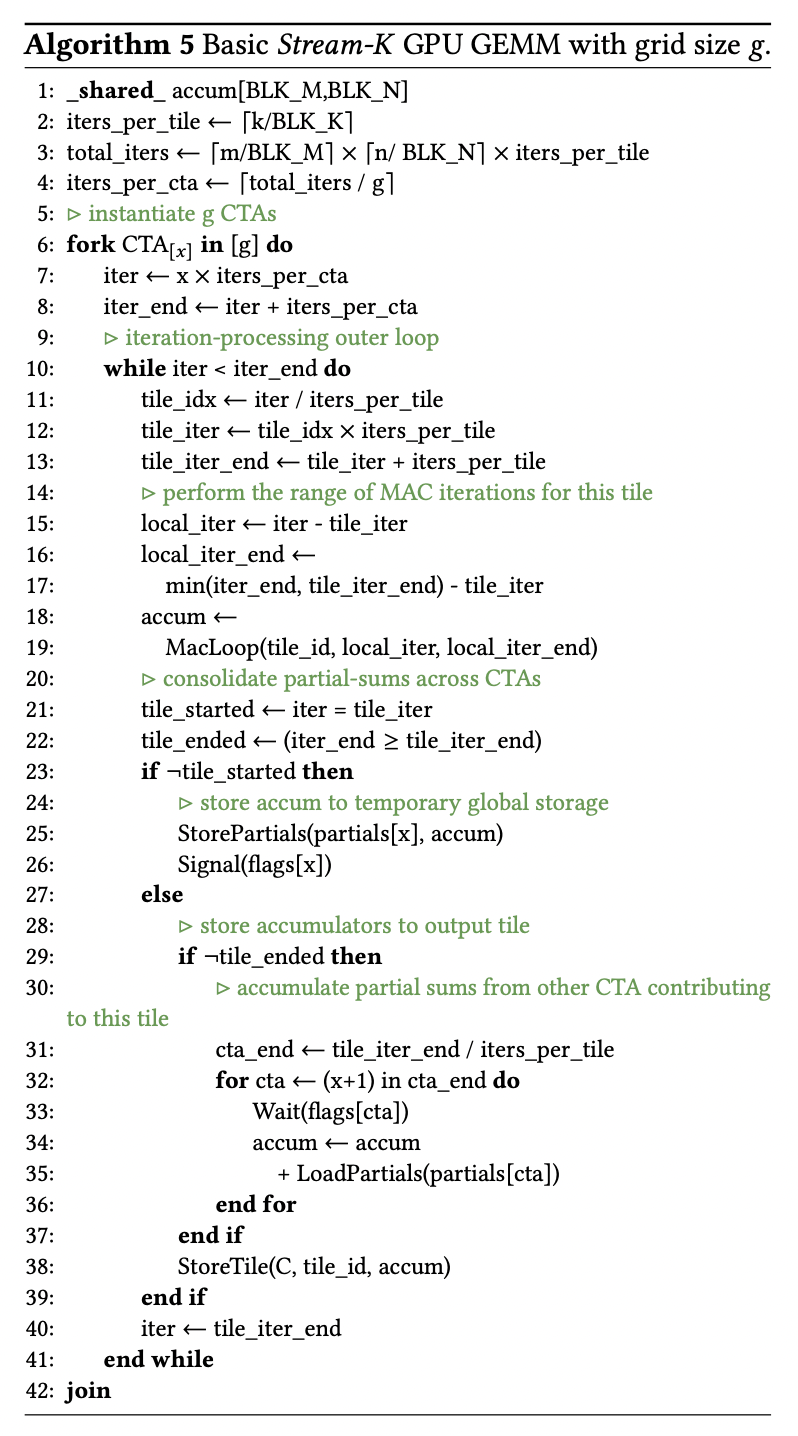 Algorithm 5 Basic Stream-K GPU GEMM with grid size g.
1: _shared_ accum[BLK_M,BLK_N]
2: iters_per_tile ← ⌈k/BLK_K⌉
3: total_iters ← ⌈m/BLK_M⌉ × ⌈n/ BLK_N⌉ × iters_per_tile
4: iters_per_cta ← ⌈total_iters / g⌉
5: ▷ instantiate g CTAs
6: fork CTA[x] in [g] do
7: iter ← x × iters_per_cta
8: iter_end ← iter + iters_per_cta
9: ▷ iteration-processing outer loop
10: while iter < iter_end do
11: tile_idx ← iter / iters_per_tile
12: tile_iter ← tile_idx × iters_per_tile
13: tile_iter_end ← tile_iter + iters_per_tile
14: ▷ perform the range of MAC iterations for this tile
15: local_iter ← iter - tile_iter
16: local_iter_end ←
17: min(iter_end, tile_iter_end) - tile_iter
18: accum ←
19: MacLoop(tile_id, local_iter, local_iter_end)
20: ▷ consolidate partial-sums across CTAs
21: tile_started ← iter = tile_iter
22: tile_ended ← (iter_end ≥ tile_iter_end)
23: if ¬tile_started then
24: ▷ store accum to temporary global storage
25: StorePartials(partials[x], accum)
26: Signal(flags[x])
27: else
28: ▷ store accumulators to output tile
29: if ¬tile_ended then
30: ▷ accumulate partial sums from other CTA contributing
to this tile
31: cta_end ← tile_iter_end / iters_per_tile
32: for cta ← (x+1) in cta_end do
33: Wait(flags[cta])
34: accum ← accum
35: + LoadPartials(partials[cta])
36: end for
37: end if
38: StoreTile(C, tile_id, accum)
39: end if
40: iter ← tile_iter_end
41: end while
42: join